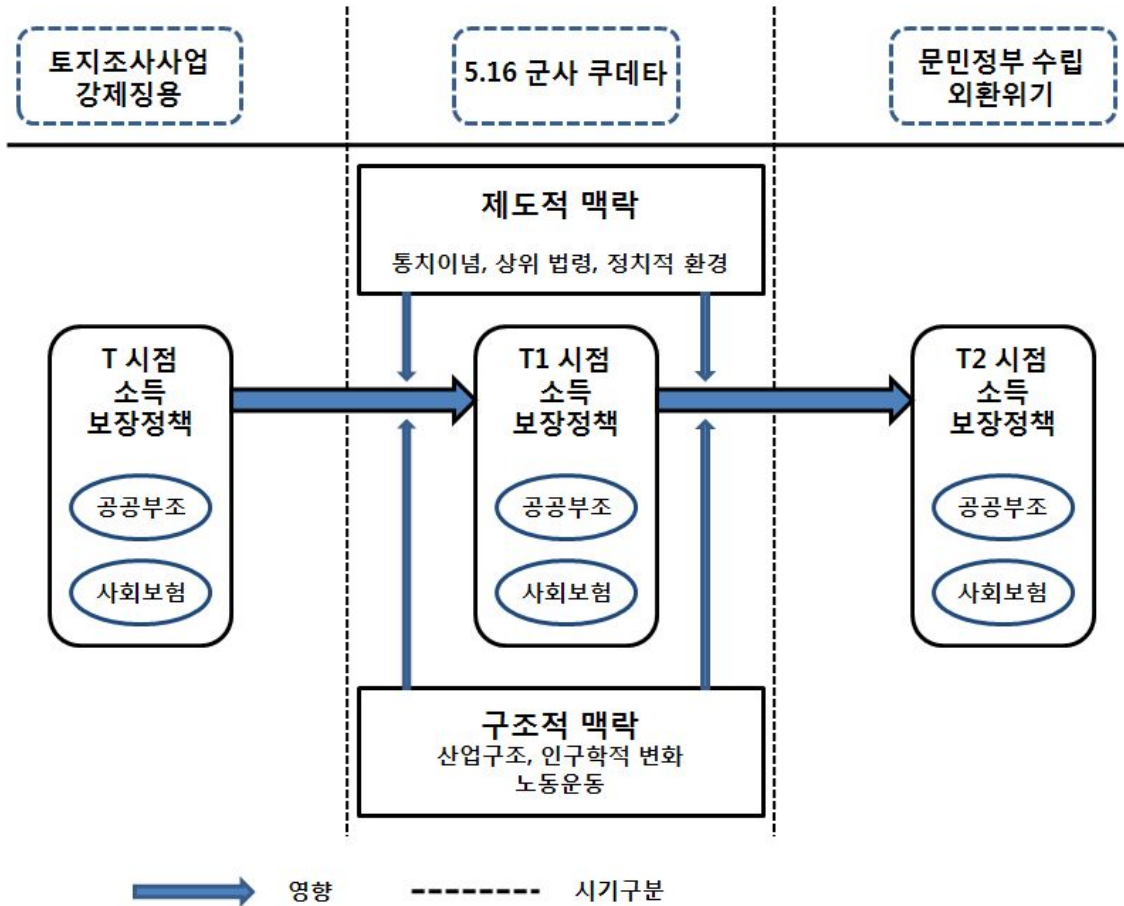 토지조사사업
강제징용
5.16 군사 쿠데타
문민정부 수립
외환위기
제도적 맥락
통치이념, 상위 법령, 정치적 환경
T 시점
소득
보장정책
공공부조
사회보험
T1 시점
소득
보장정책
공공부조
사회보험
T2 시점
소득
보장정책
공공부조
사회보험
구조적 맥락
산업구조, 인구학적 변화
노동운동
영향
시기구분